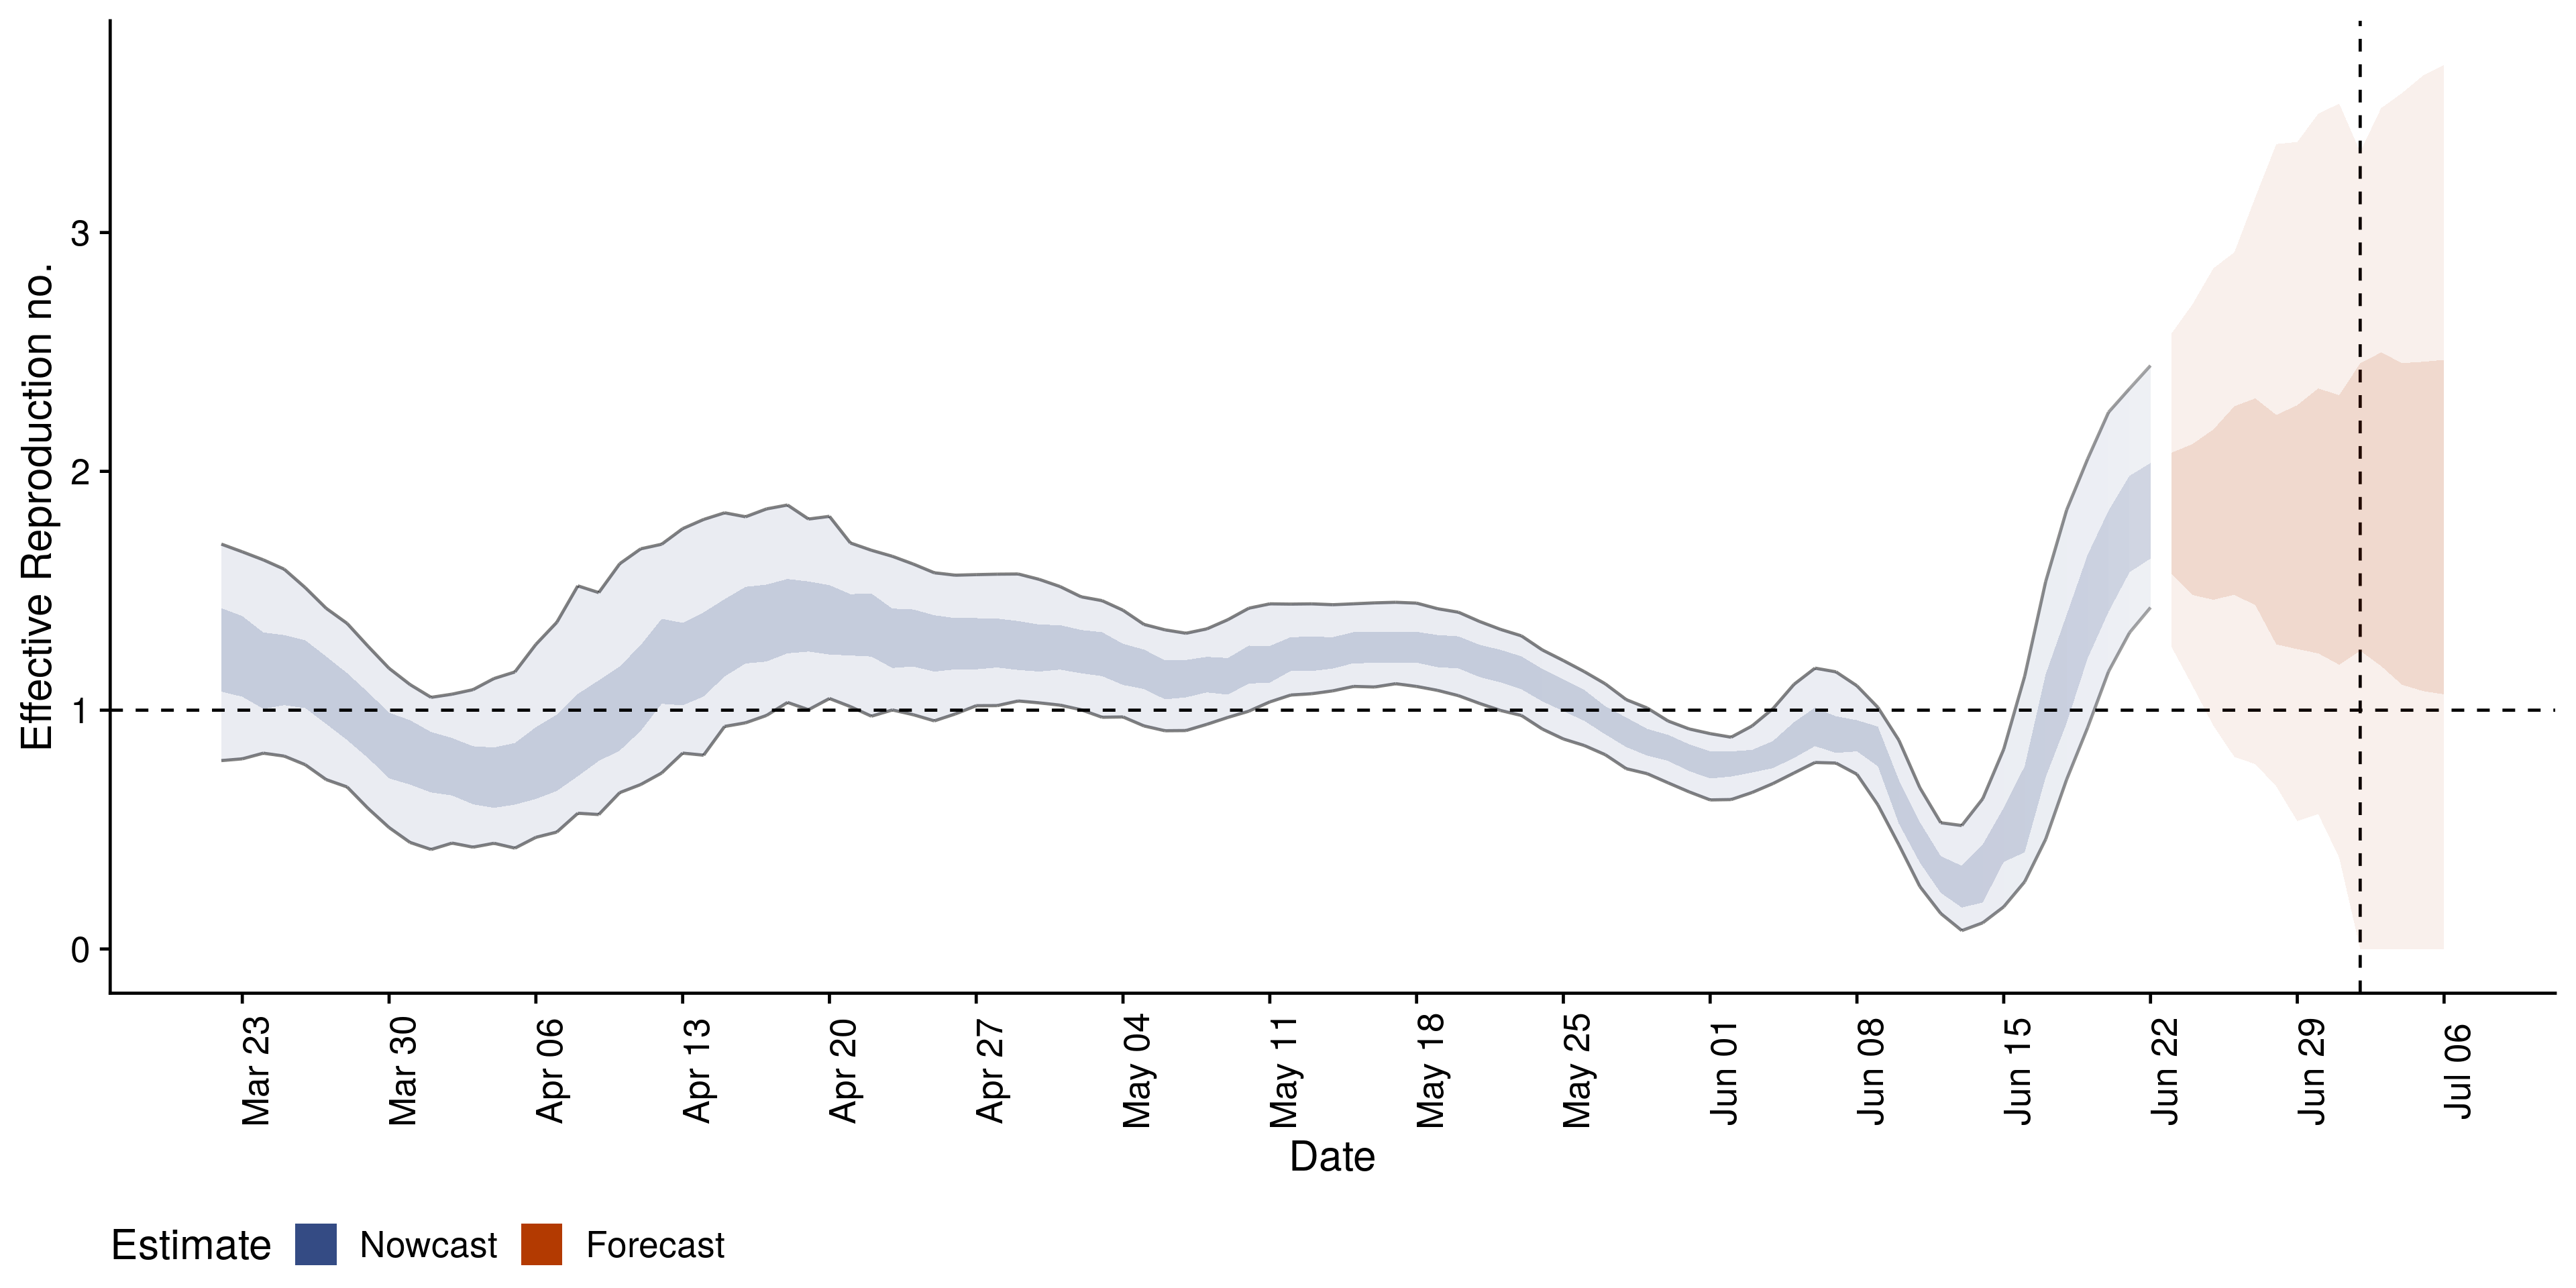 Effective Reproduction no.
3
2
1
0
Mar 23
Mar 30
Apr 06
Apr 13
Apr 20
Apr 27
May 04
May 11
May 18
May 25
Jun 01
Jun 08
Jun 15
Jun 22
Jun 29
Jul 06
Date
Estimate Nowcast Forecast